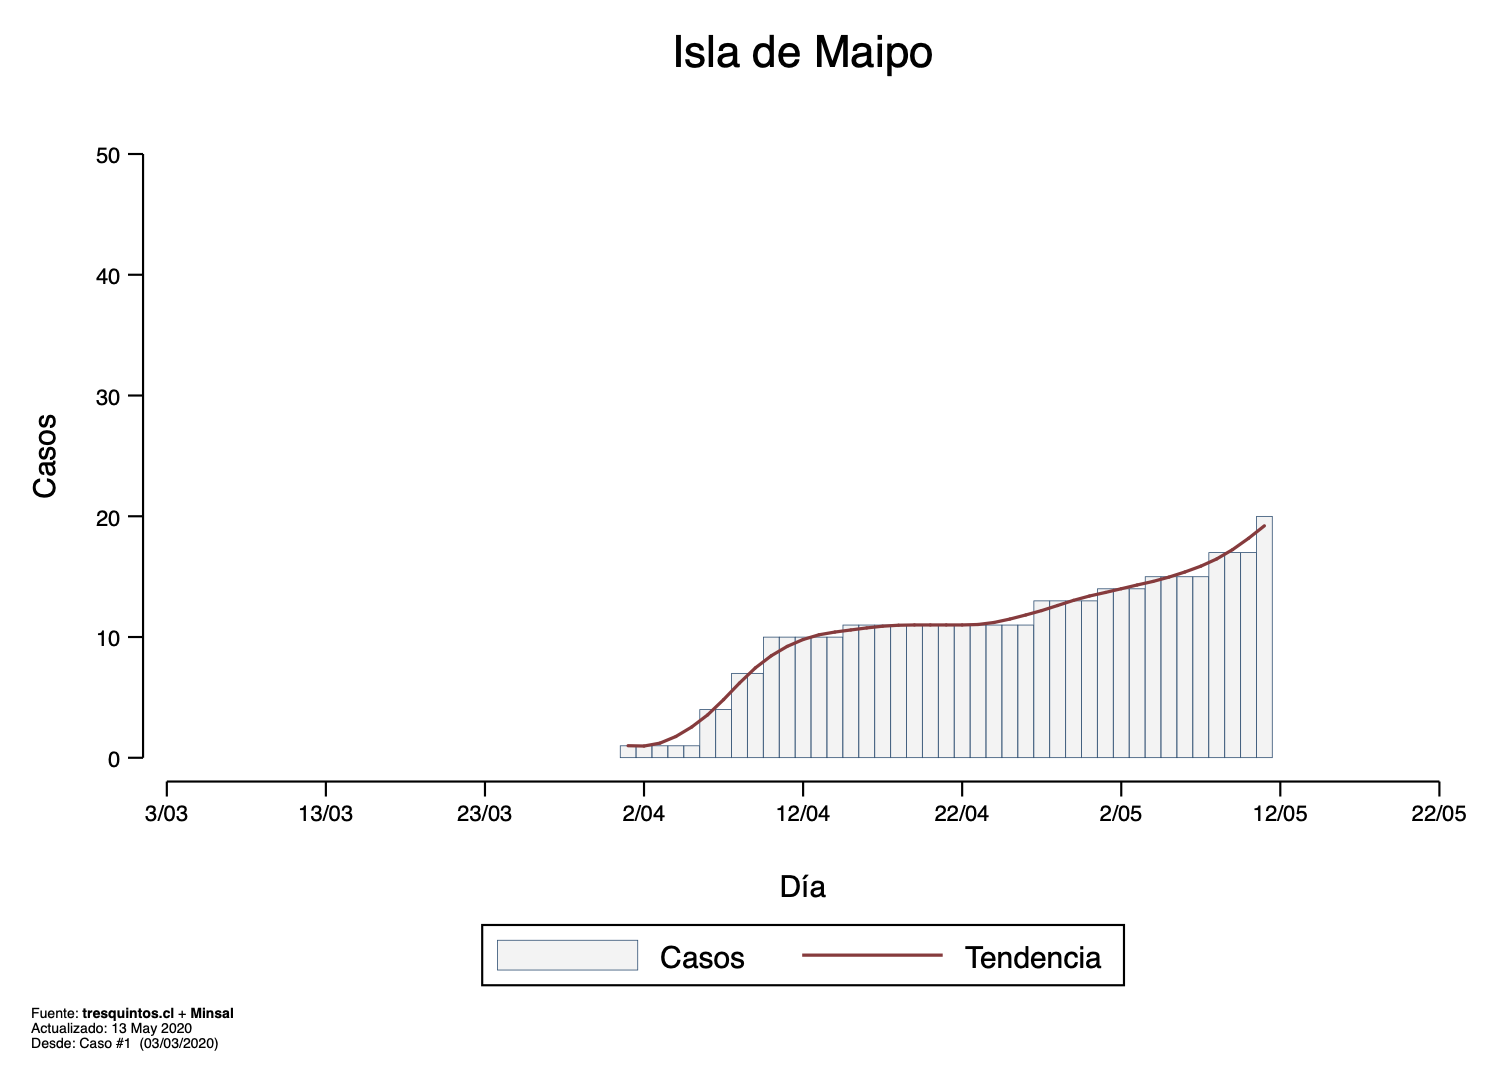 Isla de Maipo
50
40
30
20
10
0
Casos
3/03 13/03 23/03 2/04 12/04 22/04 2/05 12/05 22/05
Día
Casos Tendencia
Fuente: tresquintos.cl + Minsal
Actualizado: 13 May 2020
Desde: Caso #1 (03/03/2020)